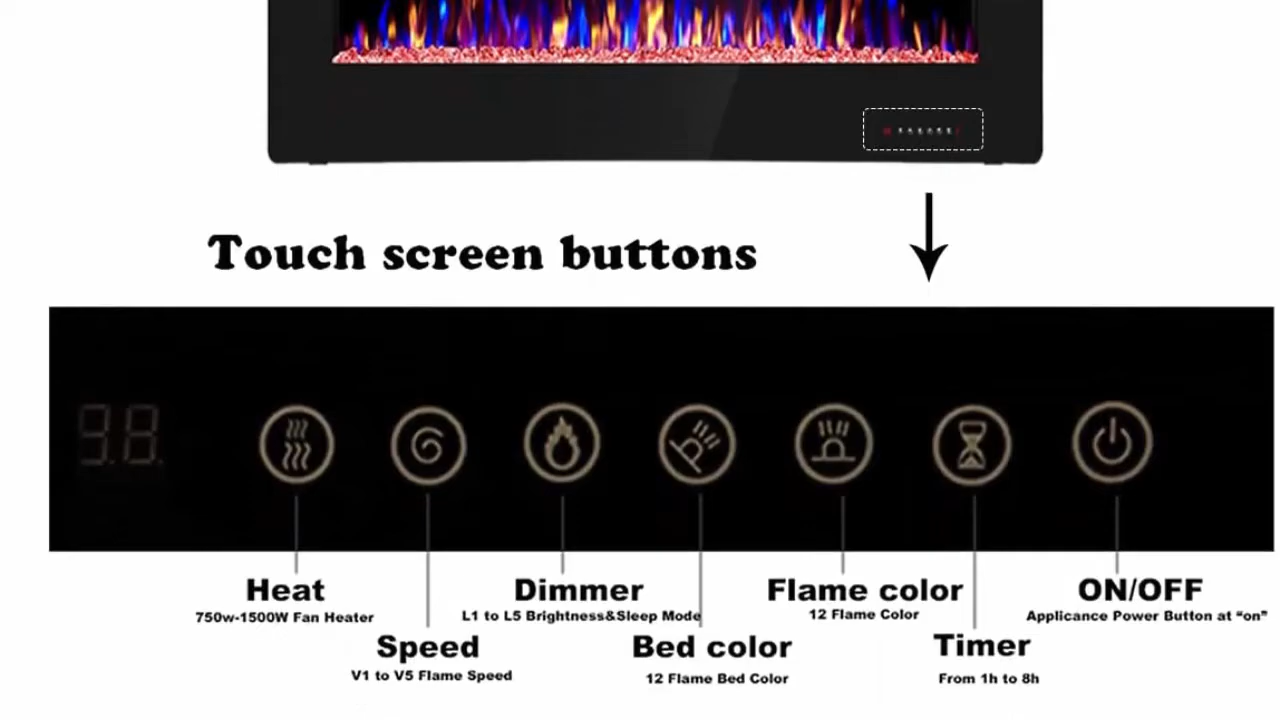 Touch screen buttons
Heat
750w-1500W Fan Heater
Speed
V1 to V5 Flame Speed
Dimmer
L1 to L5 Brightness&Sleep Mode
Bed color
12 Flame Bed Color
Flame color
12 Flame Color
Timer
From 1h to 8h
ON/OFF
Applicance Power Button at “on”